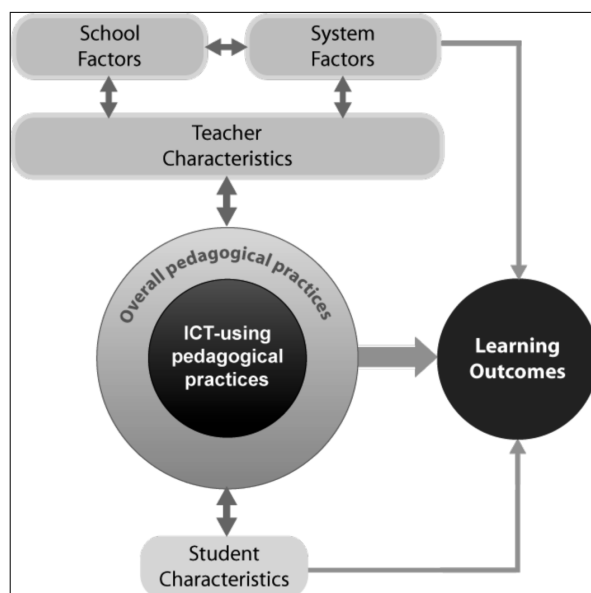 School
Factors
System
Factors
Teacher
Characteristics
Overall pedagogical practices
ICT-using
pedagogical
practices
Learning
Outcomes
Student
Characteristics